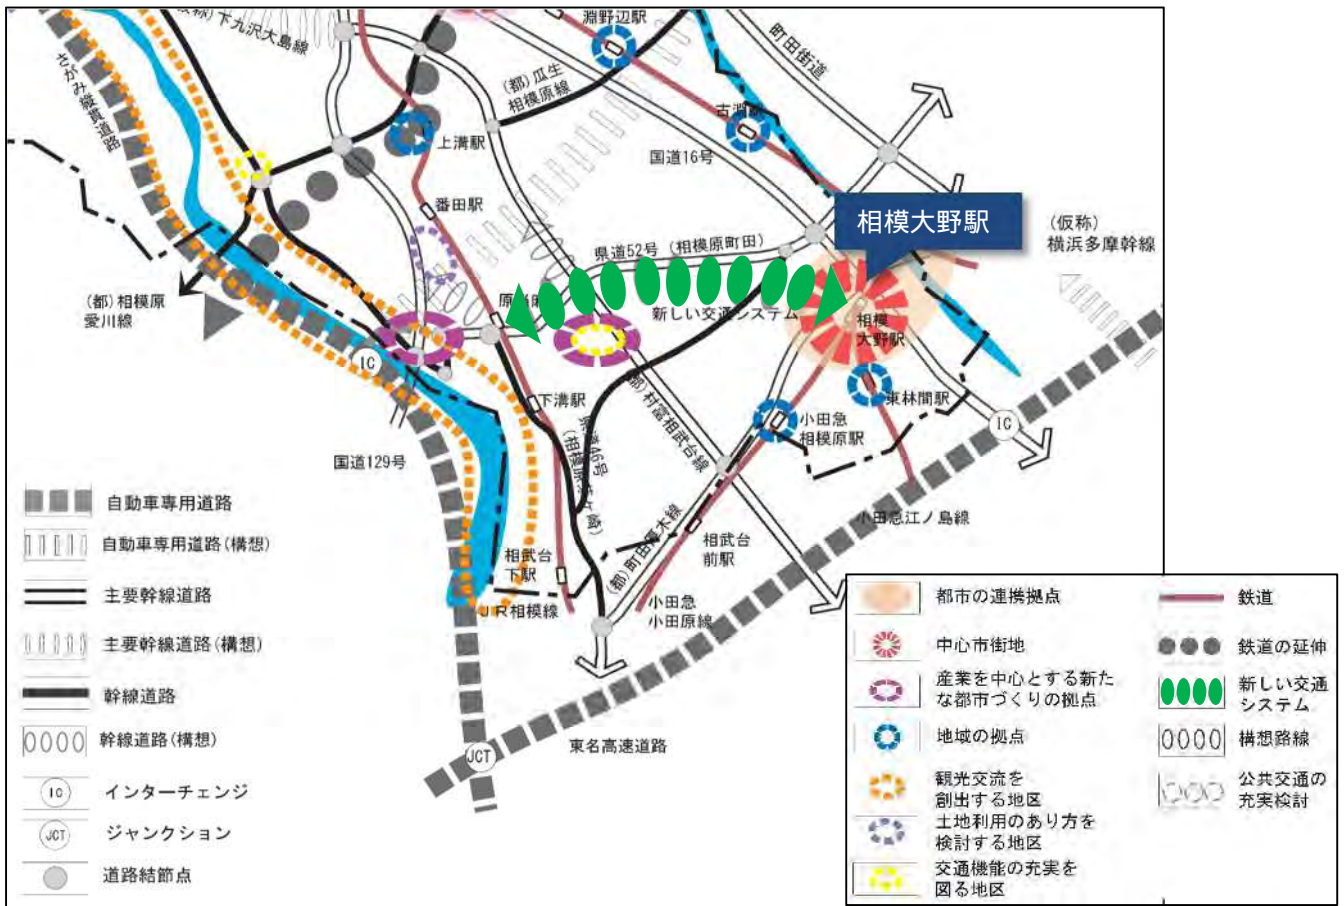 淵野辺駅
(仮称)下九沢大島線
町田街道
さがみ縦貫道路
(都)瓜生
相模原線
古淵駅
上溝駅
国道16号
番田駅
相模大野駅
(仮称)
横浜多摩幹線
県道52号(相模原町田)
(都)相模原
愛川線
新しい交通システム
相模
大野駅
IC
東林間駅
下溝駅
(都)村富相武台線
小田急
相模原駅
IC
県道46号
(相模原茅ヶ崎)
国道129号
小田急江ノ島線
相武台
前駅
(都)町田厚木線
相武台
下駅
JR相模線
小田急
小田原線
東名高速道路
JCT
自動車専用道路
自動車専用道路(構想)
主要幹線道路
主要幹線道路(構想)
幹線道路
幹線道路(構想)
IC
インターチェンジ
JCT
ジャンクション
道路結節点
都市の連携拠点
中心市街地
産業を中心とする新た
な都市づくりの拠点
地域の拠点
観光交流を
創出する地区
土地利用のあり方を
検討する地区
交通機能の充実を
図る地区
鉄道
鉄道の延伸
新しい交通
システム
構想路線
公共交通の
充実検討